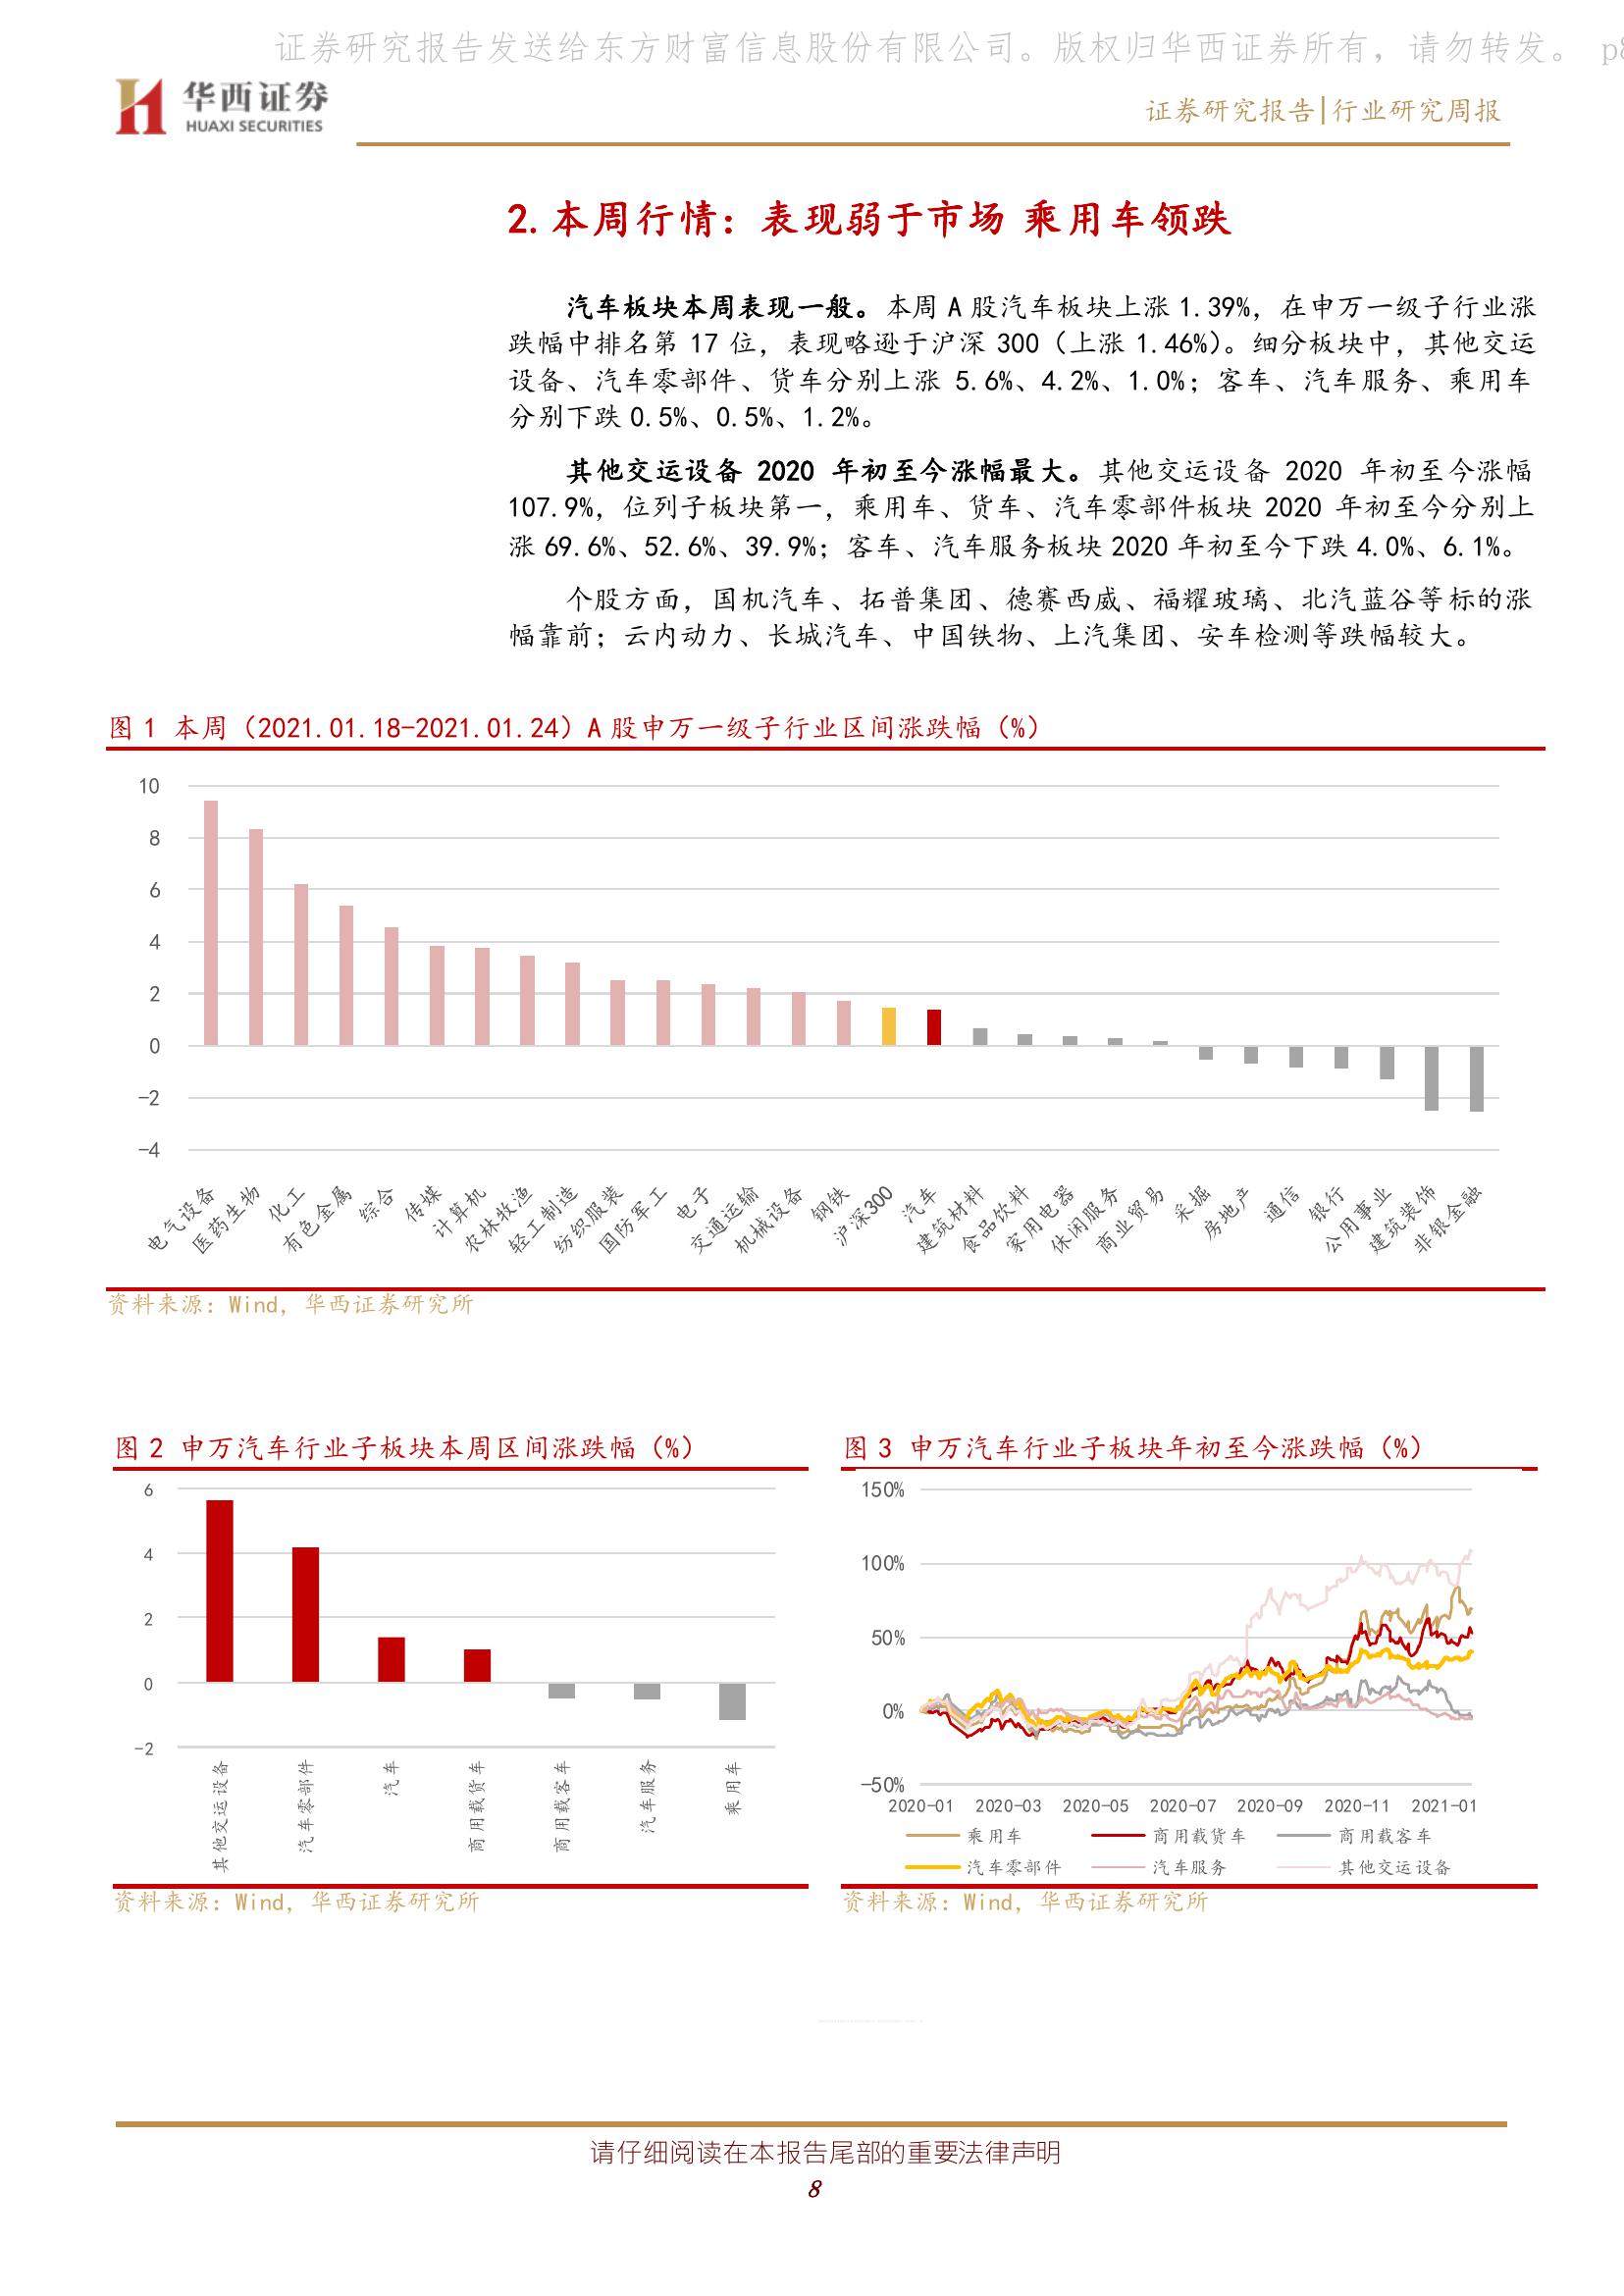 证券研究报告发送给东方财富信息股份有限公司。版权归华西证券所有，请勿转发。 p8
华西证券
HUAXI SECURITIES
证券研究报告|行业研究周报
2. 本周行情：表现弱于市场 乘用车领跌
汽车板块本周表现一般。本周 A 股汽车板块上涨 1.39%，在申万一级子行业涨
跌幅中排名第 17 位，表现略逊于沪深 300（上涨 1.46%）。细分板块中，其他交运
设备、汽车零部件、货车分别上涨 5.6%、4.2%、1.0%；客车、汽车服务、乘用车
分别下跌 0.5%、0.5%、1.2%。
其他交运设备 2020 年初至今涨幅最大。其他交运设备 2020 年初至今涨幅
107.9%，位列子板块第一，乘用车、货车、汽车零部件板块 2020 年初至今分别上
涨 69.6%、52.6%、39.9%；客车、汽车服务板块 2020 年初至今下跌 4.0%、6.1%。
个股方面，国机汽车、拓普集团、德赛西威、福耀玻璃、北汽蓝谷等标的涨
幅靠前；云内动力、长城汽车、中国铁物、上汽集团、安车检测等跌幅较大。
图 1 本周（2021.01.18-2021.01.24）A 股申万一级子行业区间涨跌幅（%）
10
8
6
4
2
0
-2
-4
电气设备
医药生物
化工
有色金属
综合
传媒
计算机
农林牧渔
轻工制造
纺织服装
国防军工
电子
交通运输
机械设备
钢铁
沪深300
汽车
建筑材料
食品饮料
家用电器
休闲服务
商业贸易
采掘
房地产
通信
银行
公用事业
建筑装饰
非银金融
资料来源：Wind，华西证券研究所
图 2 申万汽车行业子板块本周区间涨跌幅（%）
6
4
2
0
-2
其他交运设备
汽车零部件
汽车
商用载货车
商用载客车
汽车服务
乘用车
资料来源：Wind，华西证券研究所
图 3 申万汽车行业子板块年初至今涨跌幅（%）
150%
100%
50%
0%
-50%
2020-01 2020-03 2020-05 2020-07 2020-09 2020-11 2021-01
乘用车 商用载货车 商用载客车
汽车零部件 汽车服务 其他交运设备
资料来源：Wind，华西证券研究所
请仔细阅读在本报告尾部的重要法律声明
8